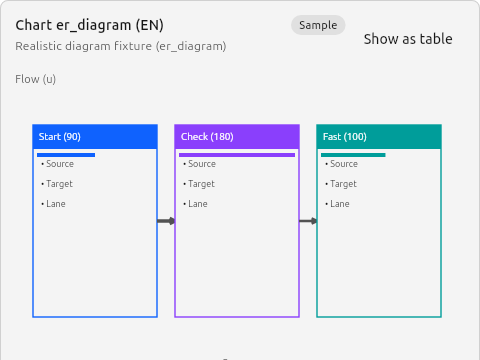 Chart er_diagram (EN)
Sample
Show as table
Realistic diagram fixture (er_diagram)
Flow (u)
Start (90)
• Source
• Target
• Lane
Check (180)
• Source
• Target
• Lane
Fast (100)
• Source
• Target
• Lane